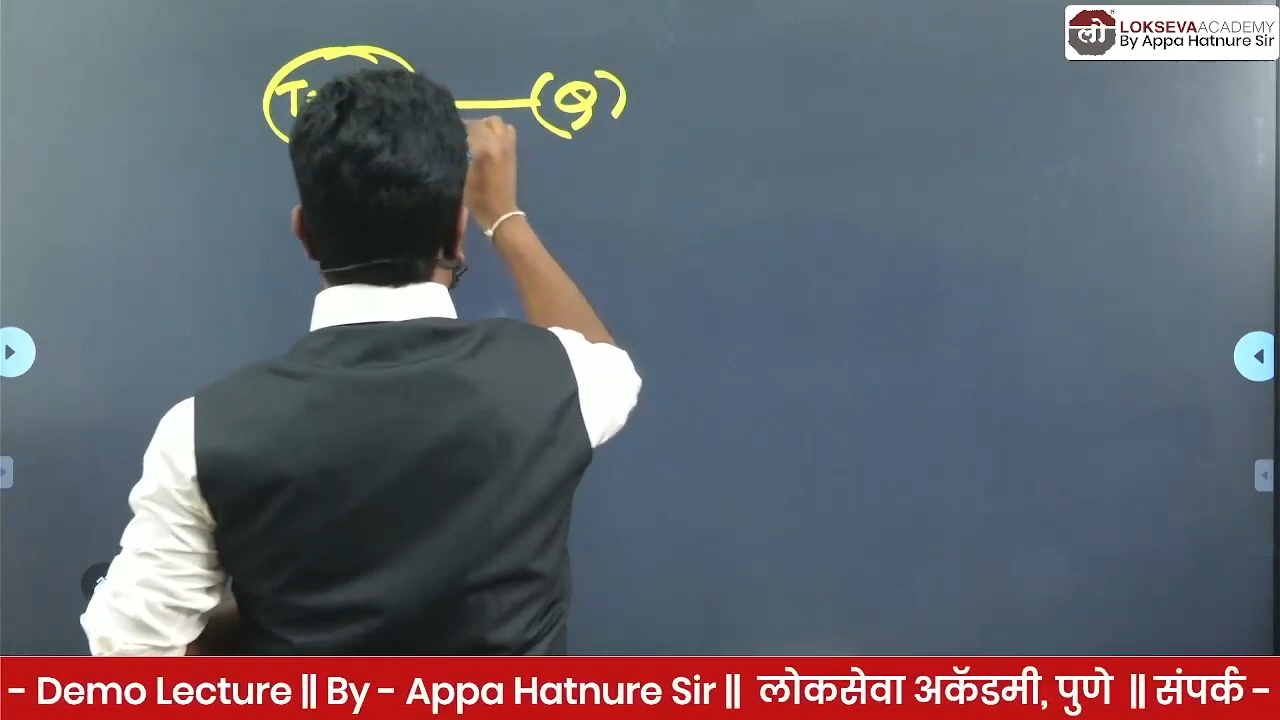 लो LOKSEVA ACADEMY
By Appa Hatnure Sir
(Q)
- Demo Lecture || By - Appa Hatnure Sir || लोकसेवा अकॅडमी, पुणे || संपर्क -